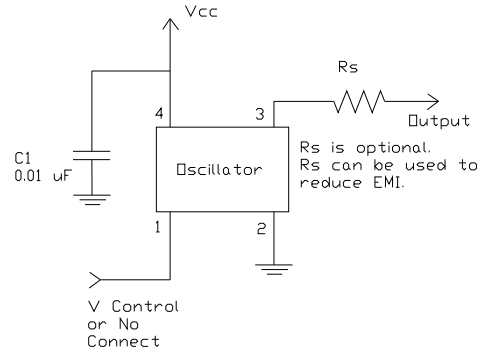 Vcc
Rs
4
3
Output
C1
0.01 uF
Oscillator
Rs is optional.
Rs can be used to
reduce EMI.
1
2
V Control
or No
Connect